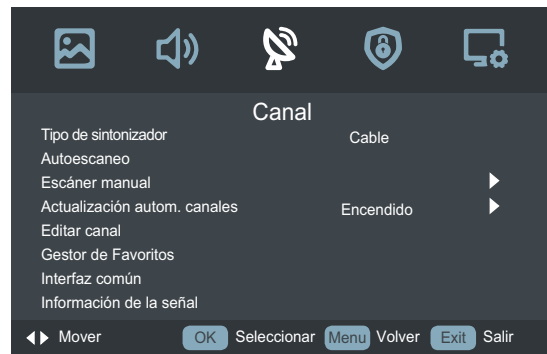 Canal
Tipo de sintonizador Cable
Autoescaneo
Escáner manual
Actualización autom. canales Encendido
Editar canal
Gestor de Favoritos
Interfaz común
Información de la señal
Mover OK Seleccionar Menu Volver Exit Salir